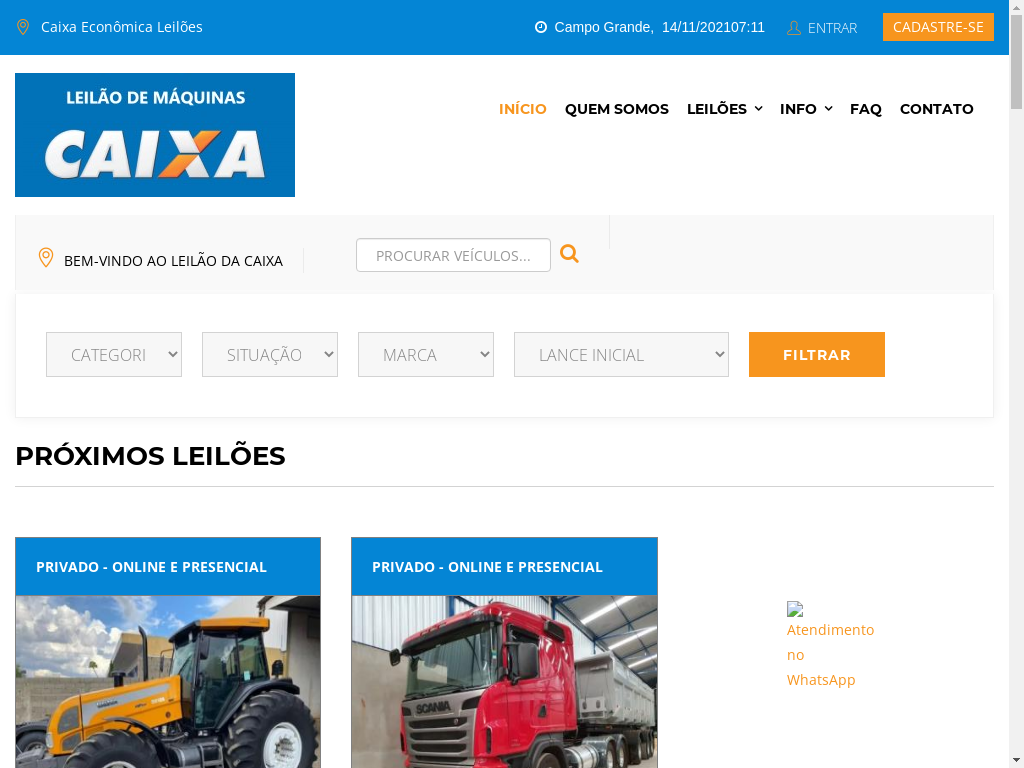 Caixa Econômica Leilões
Campo Grande, 14/11/202107:11
ENTRAR
CADASTRE-SE
LEILÃO DE MÁQUINAS
CAIXA
INÍCIO
QUEM SOMOS
LEILÕES
INFO
FAQ
CONTATO
BEM-VINDO AO LEILÃO DA CAIXA
PROCURAR VEÍCULOS...
CATEGORI
SITUAÇÃO
MARCA
LANCE INICIAL
FILTRAR
PRÓXIMOS LEILÕES
PRIVADO - ONLINE E PRESENCIAL
PRIVADO - ONLINE E PRESENCIAL
SCANIA
Atendimento
no
WhatsApp